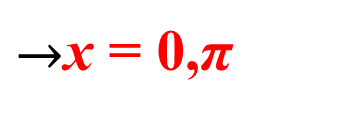 →x = 0,π